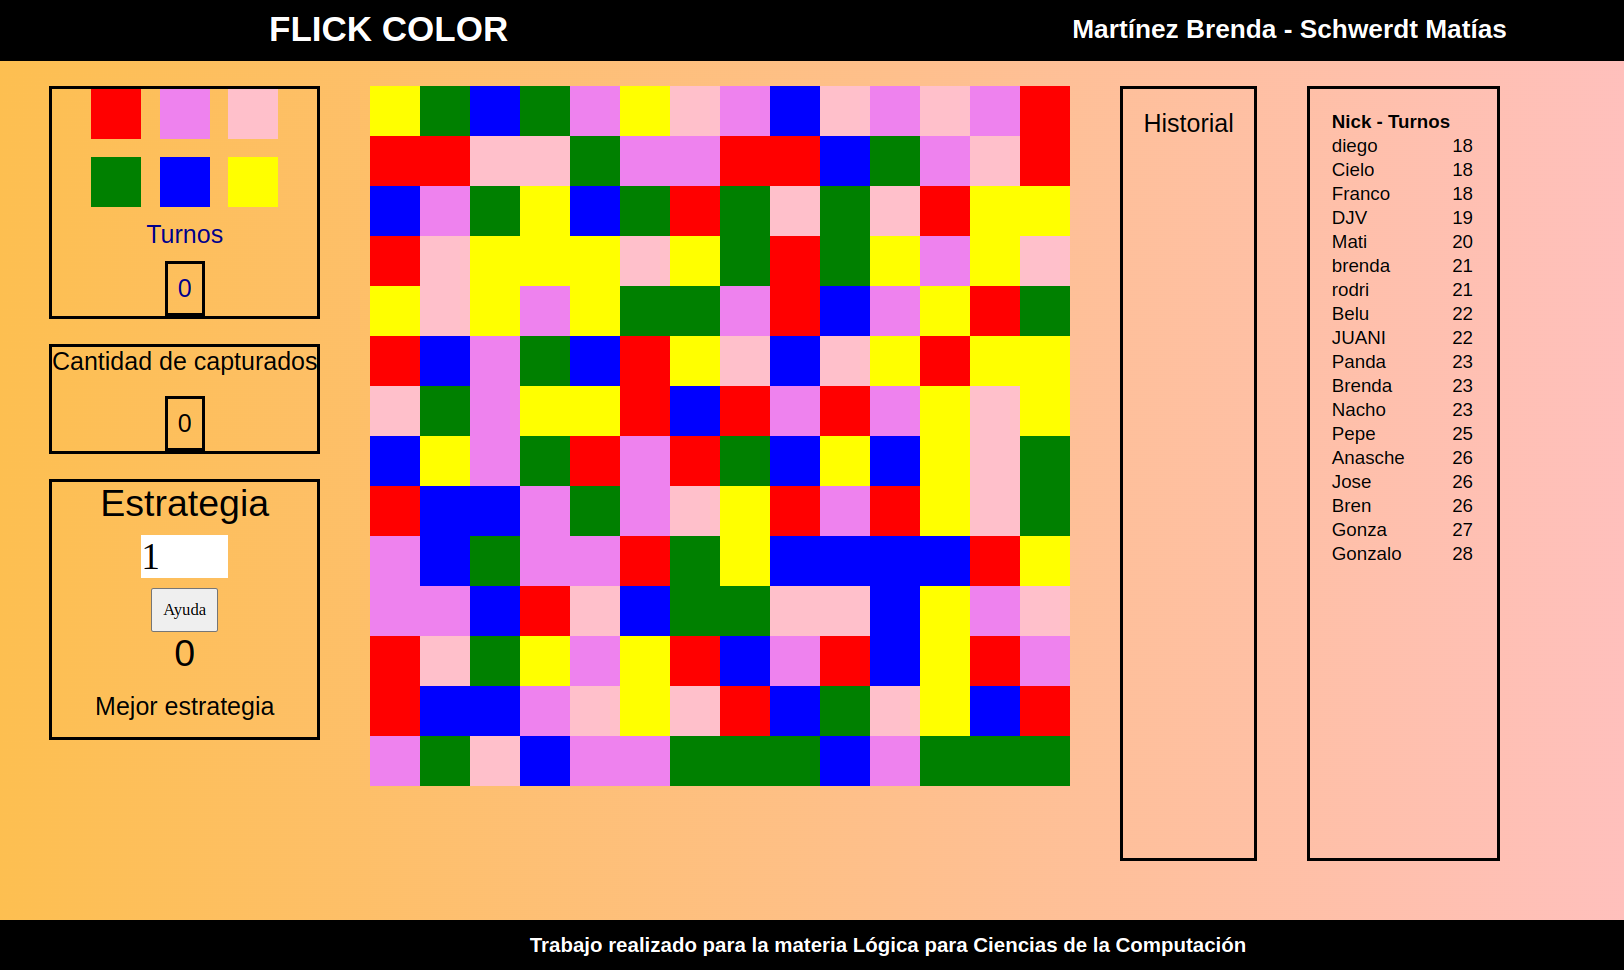 FLICK COLOR
Martínez Brenda - Schwerdt Matías
Turnos
0
Cantidad de capturados
0
Estrategia
1
Ayuda
0
Mejor estrategia
Historial
Nick - Turnos
diego 18
Cielo 18
Franco 18
DJV 19
Mati 20
brenda 21
rodri 21
Belu 22
JUANI 22
Panda 23
Brenda 23
Nacho 23
Pepe 25
Anasche 26
Jose 26
Bren 26
Gonza 27
Gonzalo 28
Trabajo realizado para la materia Lógica para Ciencias de la Computación